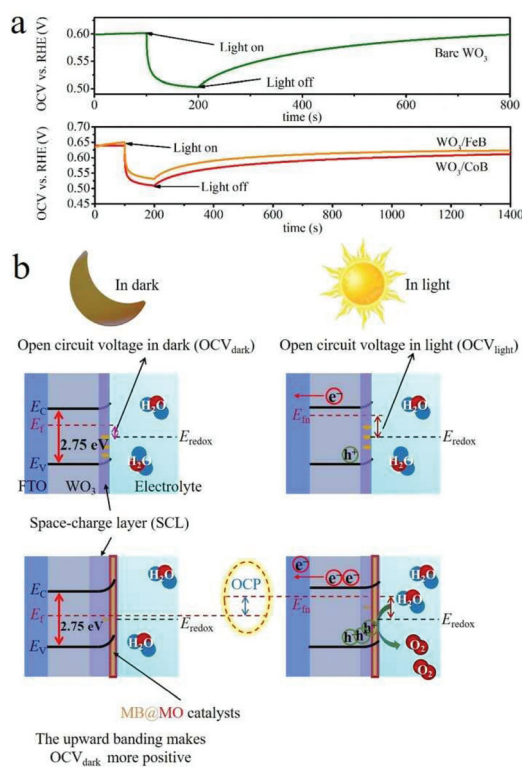 a
OCV vs. RHE (V)
0.60
0.55
0.50
Light on
Light off
Bare WO3
0
200
400
600
800
time (s)
OCV vs. RHE (V)
0.70
0.65
0.60
0.55
0.50
0.45
Light on
Light off
WO3/FeB
WO3/CoB
0
200
400
600
800
1000
1200
1400
time (s)
b
In dark
In light
Open circuit voltage in dark (OCVdark)
Open circuit voltage in light (OCVlight)
EC
Ef
2.75 eV
EV
Eredox
H2O
H2O
FTO
WO3
Electrolyte
e−
Efn
h+
Eredox
H2O
H2O
Space-charge layer (SCL)
EC
Ef
2.75 eV
EV
Eredox
H2O
H2O
OCP
e−
e− e−
Efn
H2O
H2O
Eredox
O2
O2
MB@MO catalysts
The upward banding makes
OCVdark more positive